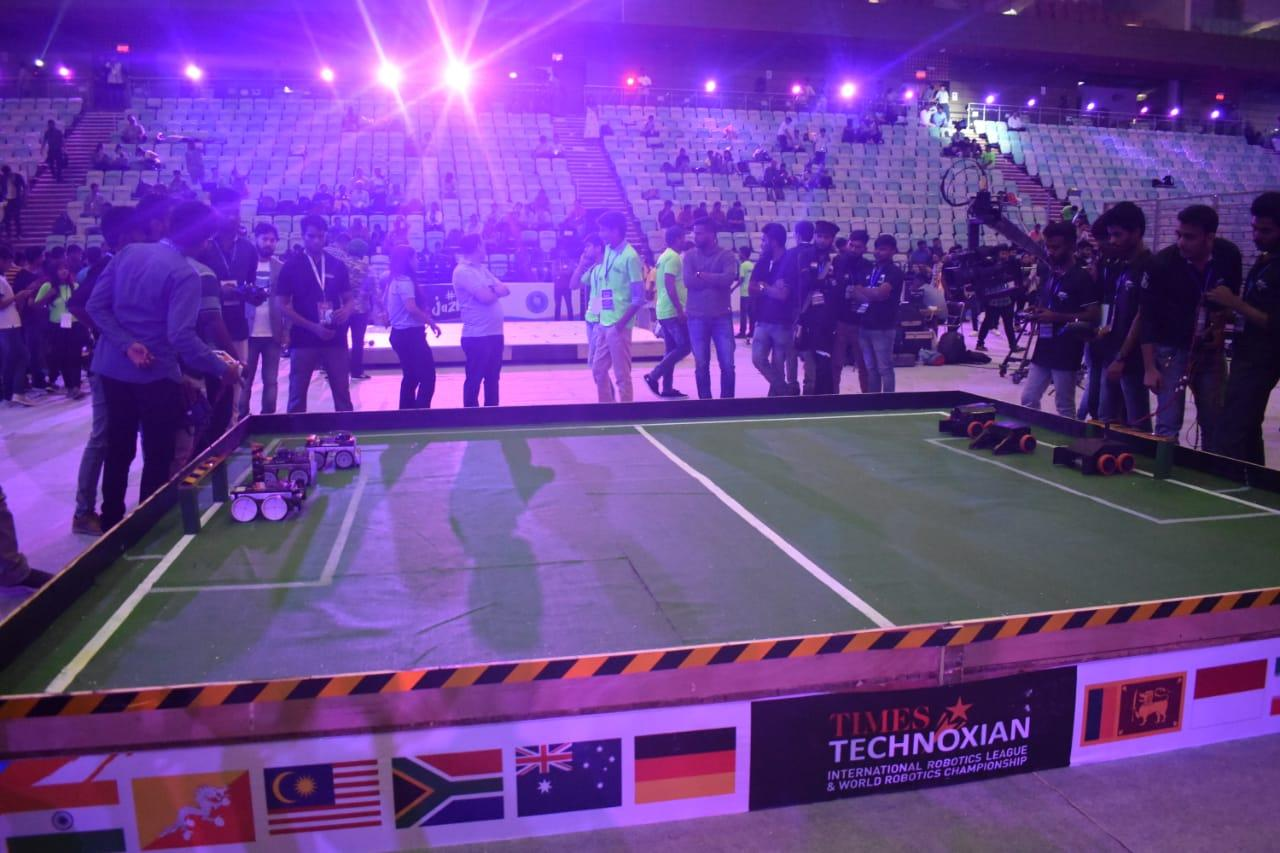 TIMES
TECHNOXIAN
INTERNATIONAL ROBOTICS LEAGUE
& WORLD ROBOTICS CHAMPIONSHIP